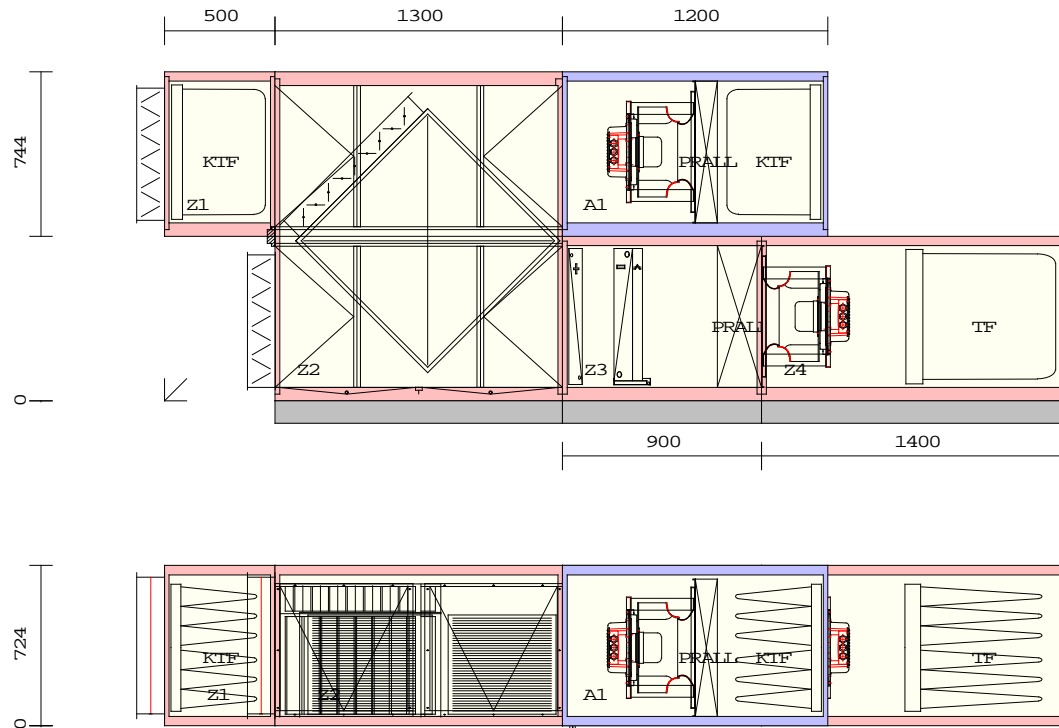 500 1300 1200
744
KTF PRALL KTF
Z1 A1
PRALL TF
Z2 Z3 Z4
0
900 1400
724
KTF PRALL KTF TF
Z1 Z2 A1
0